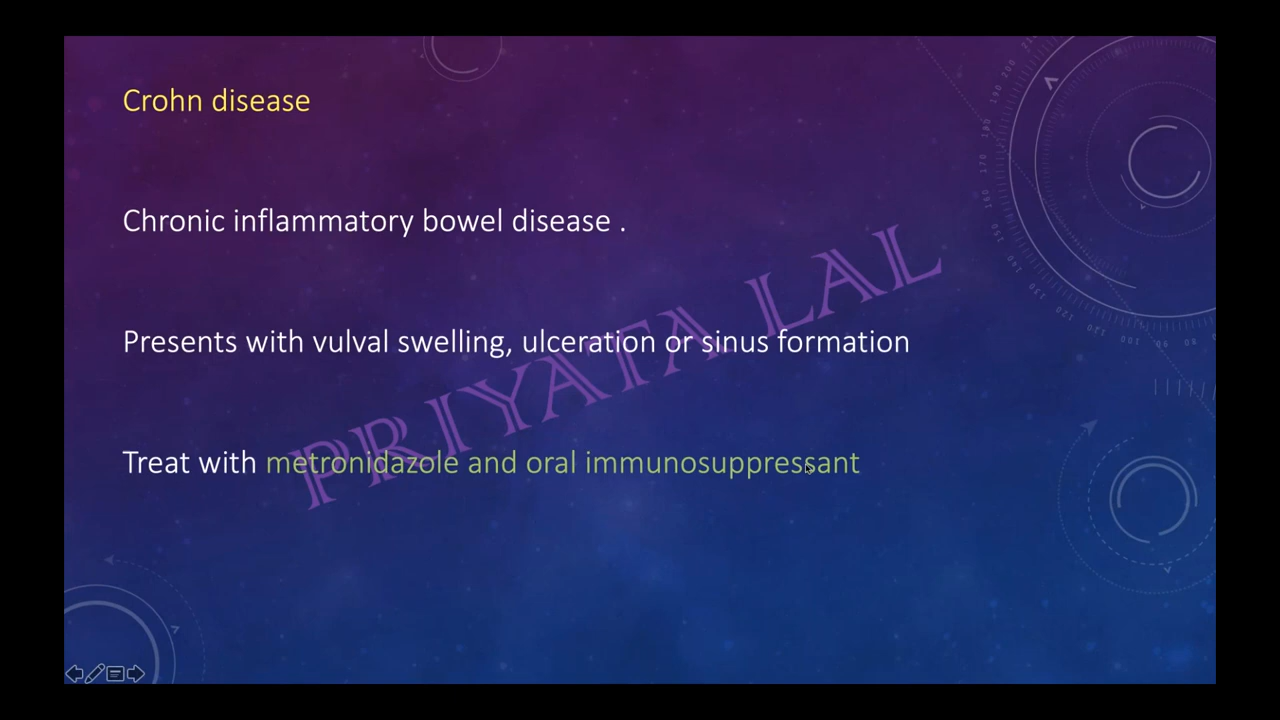 Crohn disease
Chronic inflammatory bowel disease .
Presents with vulval swelling, ulceration or sinus formation
Treat with metronidazole and oral immunosuppressant
PRIYATA LAL